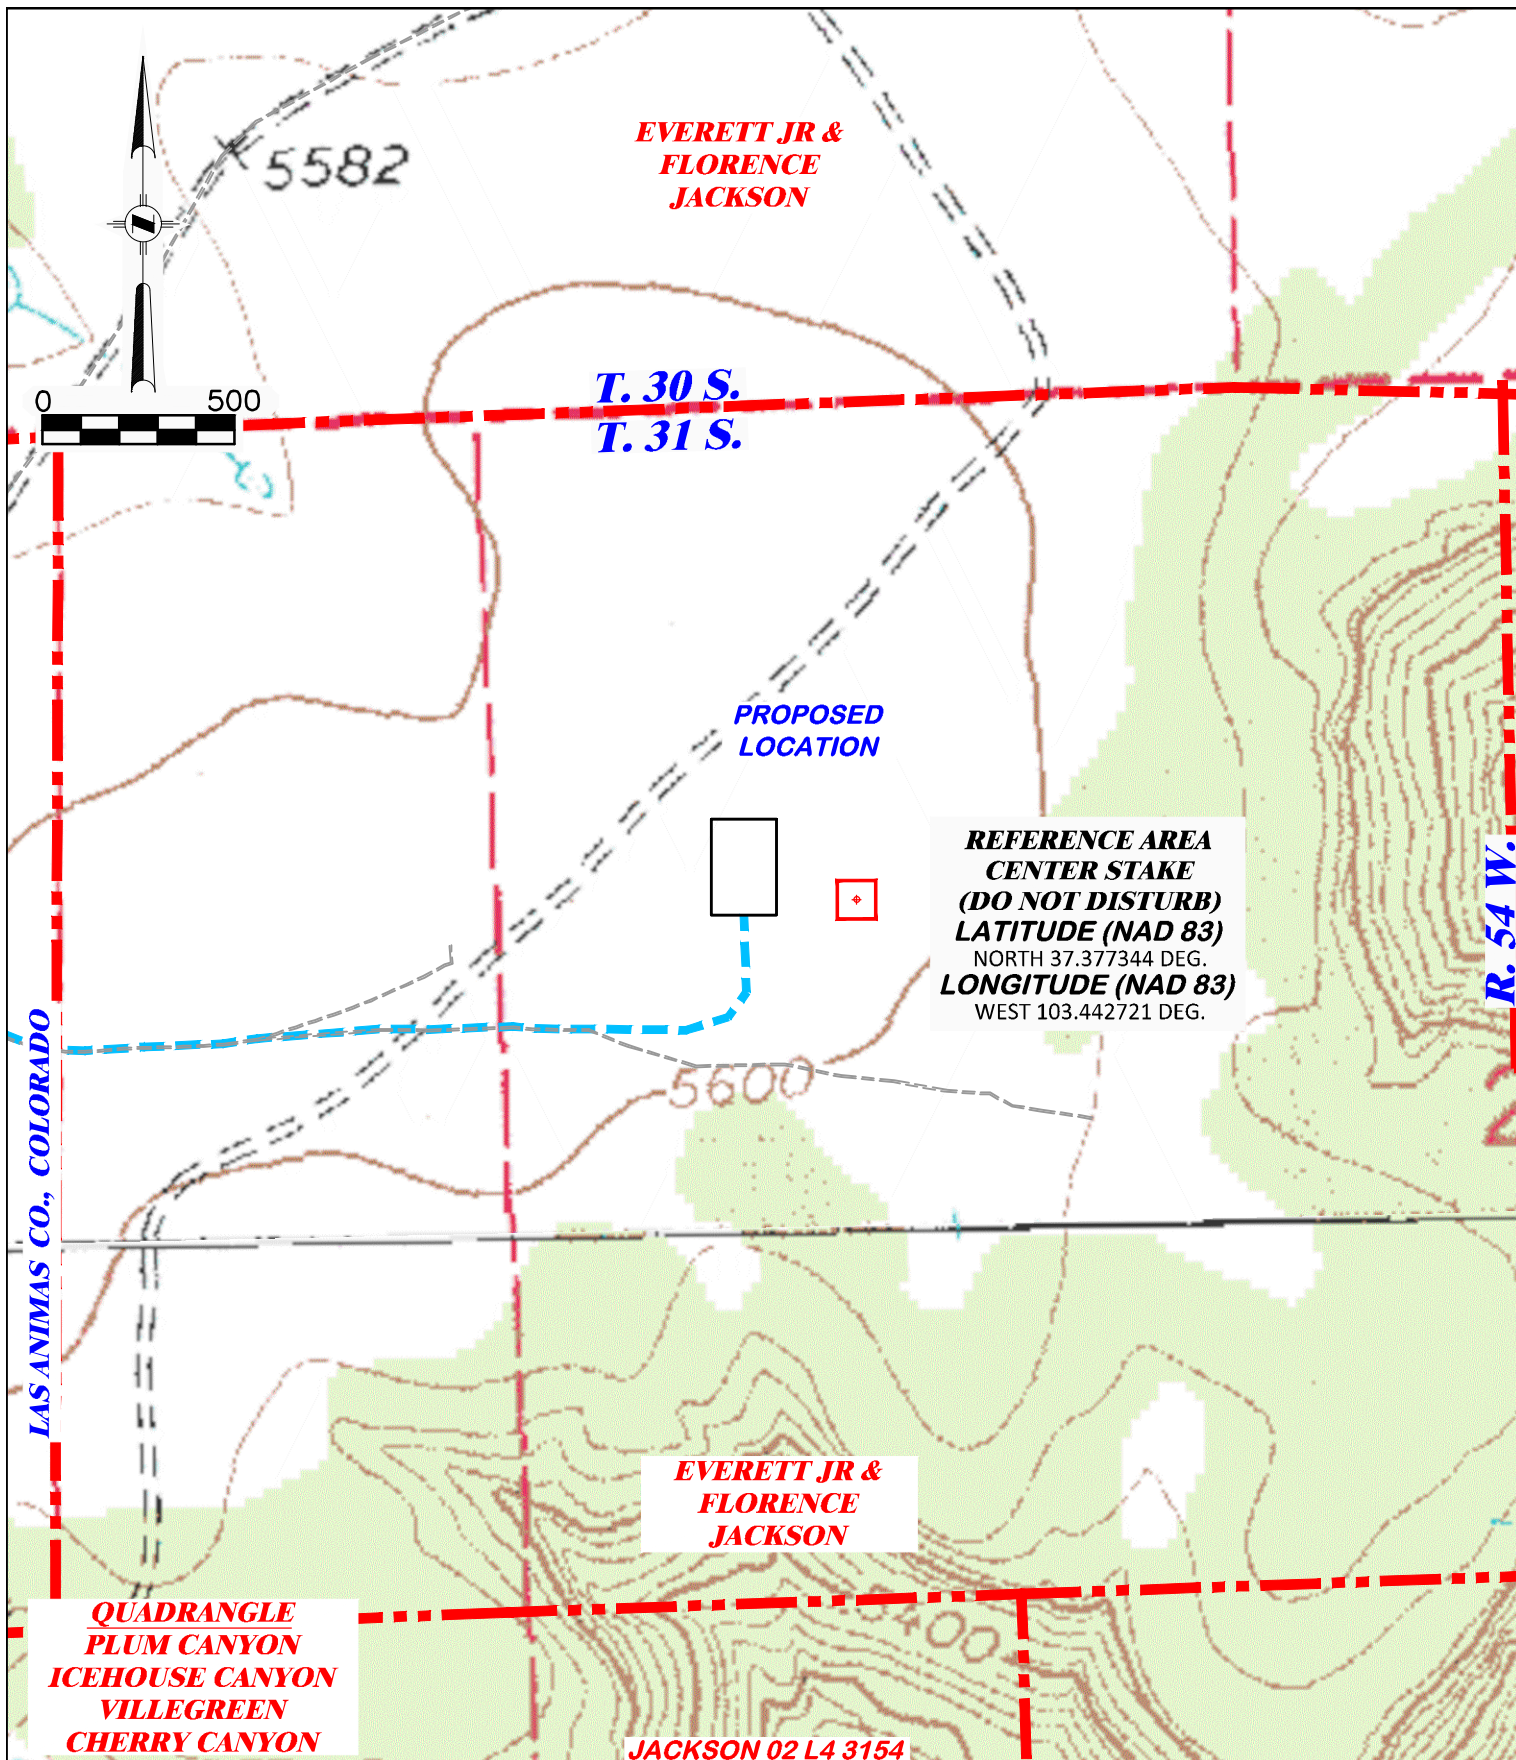 EVERETT JR &
FLORENCE
JACKSON
5582
0 500
T. 30 S.
T. 31 S.
PROPOSED
LOCATION
REFERENCE AREA
CENTER STAKE
(DO NOT DISTURB)
LATITUDE (NAD 83)
NORTH 37.377344 DEG.
LONGITUDE (NAD 83)
WEST 103.442721 DEG.
R. 54 W.
LAS ANIMAS CO., COLORADO
5600
2
EVERETT JR &
FLORENCE
JACKSON
QUADRANGLE
PLUM CANYON
ICEHOUSE CANYON
VILLEGREEN
CHERRY CANYON
JACKSON 02 L4 3154